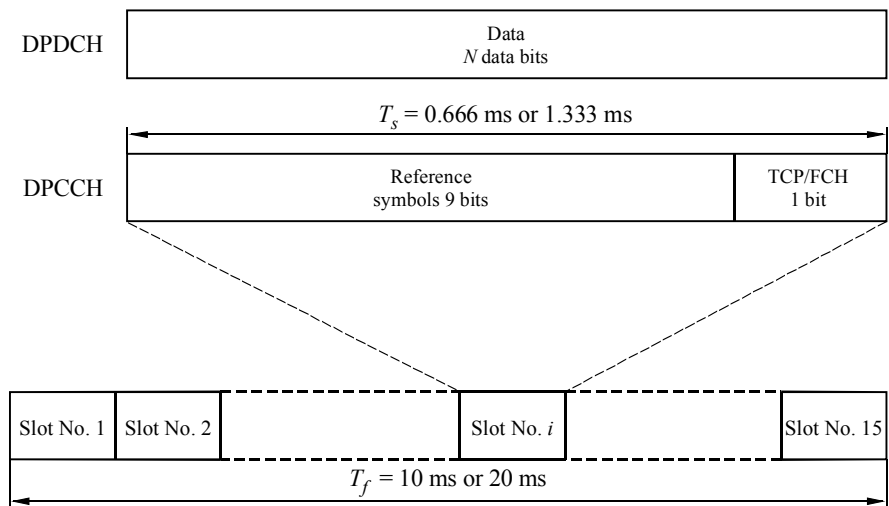 DPDCH
Data
N data bits
T_s = 0.666 ms or 1.333 ms
DPCCH
Reference
symbols 9 bits
TCP/FCH
1 bit
Slot No. 1
Slot No. 2
Slot No. i
Slot No. 15
T_f = 10 ms or 20 ms